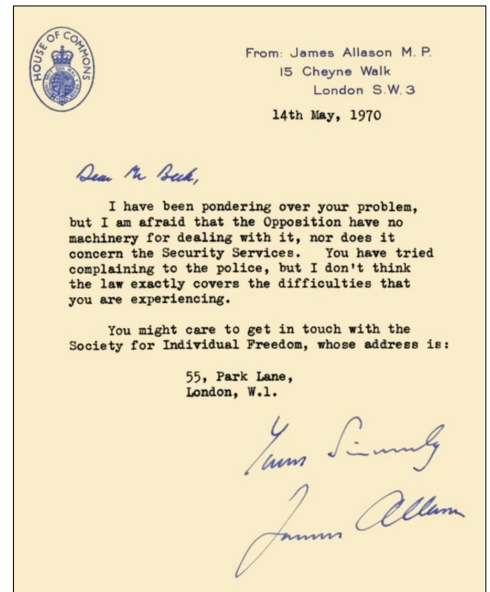 HOUSE OF COMMONS
From: James Allason M. P.
15 Cheyne Walk
London S.W. 3
14th May, 1970
Dear Mr Beek,
I have been pondering over your problem,
but I am afraid that the Opposition have no
machinery for dealing with it, nor does it
concern the Security Services. You have tried
complaining to the police, but I don't think
the law exactly covers the difficulties that
you are experiencing.
You might care to get in touch with the
Society for Individual Freedom, whose address is:
55, Park Lane,
London, W.1.
Yours Sincerely
James Allason